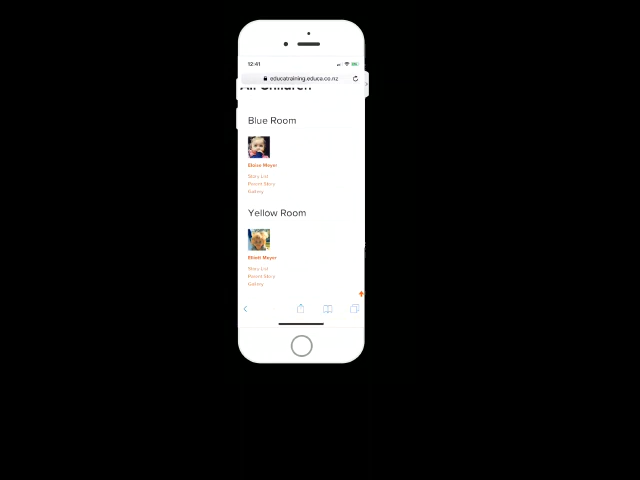 12:41
educatraining.educa.co.nz
All Children
Blue Room
Eloise Meyer
Story List
Parent Story
Gallery
Yellow Room
Elliott Meyer
Story List
Parent Story
Gallery